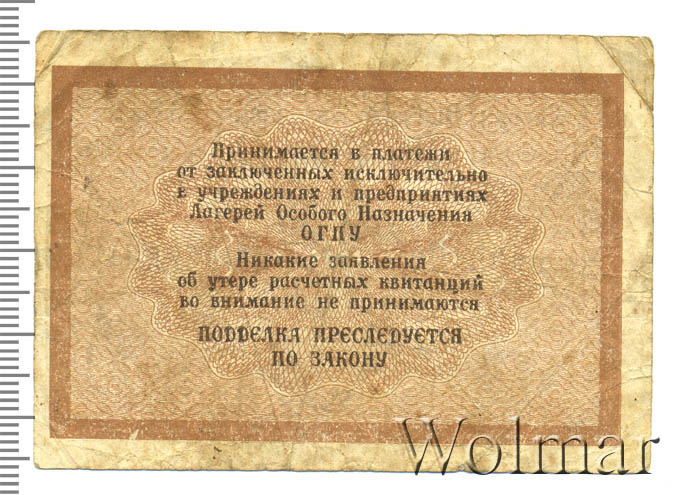 Принимается в платежи
от заключенных исключительно
в учреждениях и предприятиях
Лагерей Особого Назначения
ОГПУ
Никакие заявления
об утере расчетных квитанций
во внимание не принимаются
ПОДДЕЛКА ПРЕСЛЕДУЕТСЯ
ПО ЗАКОНУ
Wolmar